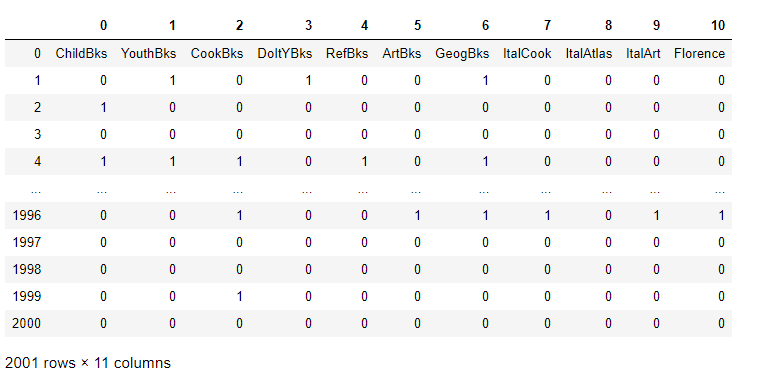 0 1 2 3 4 5 6 7 8 9 10
0 ChildBks YouthBks CookBks DoItYBks RefBks ArtBks GeogBks ItalCook ItalAtlas ItalArt Florence
1 0 1 0 1 0 0 1 0 0 0 0
2 1 0 0 0 0 0 0 0 0 0 0
3 0 0 0 0 0 0 0 0 0 0 0
4 1 1 1 0 1 0 1 0 0 0 0
... ... ... ... ... ... ... ... ... ... ... ...
1996 0 0 1 0 0 1 1 1 0 1 1
1997 0 0 0 0 0 0 0 0 0 0 0
1998 0 0 0 0 0 0 0 0 0 0 0
1999 0 0 1 0 0 0 0 0 0 0 0
2000 0 0 0 0 0 0 0 0 0 0 0
2001 rows × 11 columns